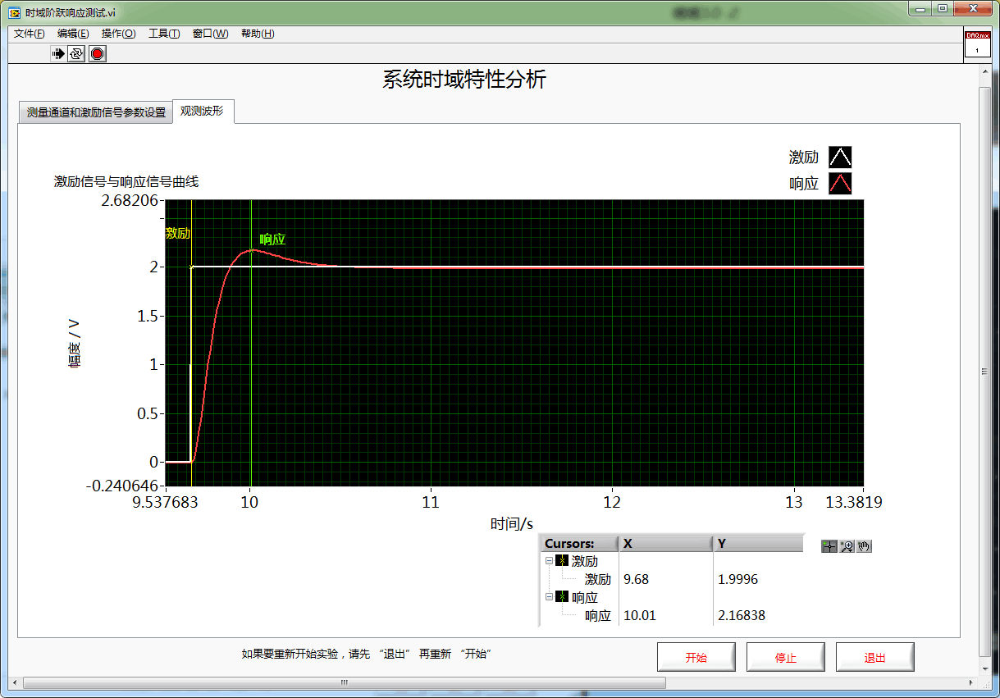 时域阶跃响应测试.vi
文件(F) 编辑(E) 操作(O) 工具(T) 窗口(W) 帮助(H)
DAQmx
1
系统时域特性分析
测量通道和激励信号参数设置 观测波形
激励
响应
激励信号与响应信号曲线
2.68206
激励
响应
2
1.5
幅度 / V
1
0.5
0
-0.240646
9.537683 10 11 12 13 13.3819
时间/s
Cursors: X Y
激励
激励 9.68 1.9996
响应
响应 10.01 2.16838
如果要重新开始实验，请先 “退出” 再重新 “开始”
开始 停止 退出